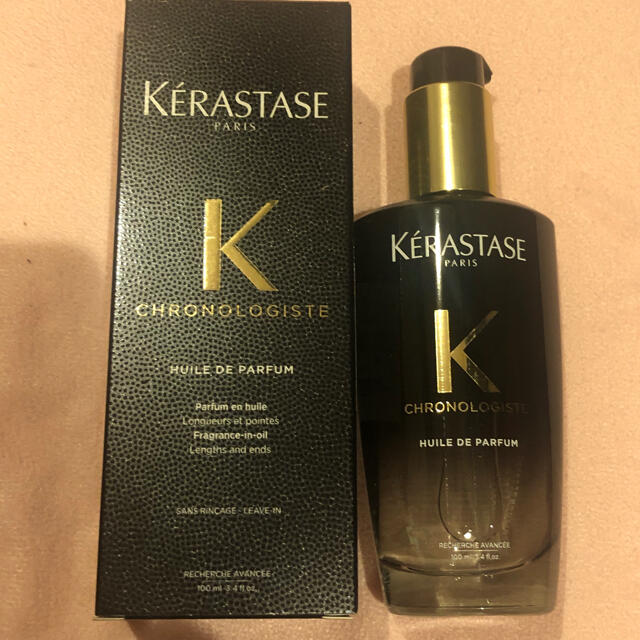 KÉRASTASE
PARIS
K
CHRONOLOGISTE
HUILE DE PARFUM
Parfum en huile
Longueurs et pointes
Fragrance-in-oil
Lengths and ends
SANS RINÇAGE - LEAVE-IN
RECHERCHE AVANCÉE
100 ml 3.4 fl.oz.
KÉRASTASE
PARIS
K
CHRONOLOGISTE
HUILE DE PARFUM
RECHERCHE AVANCÉE
100 ml 3.4 fl.oz.